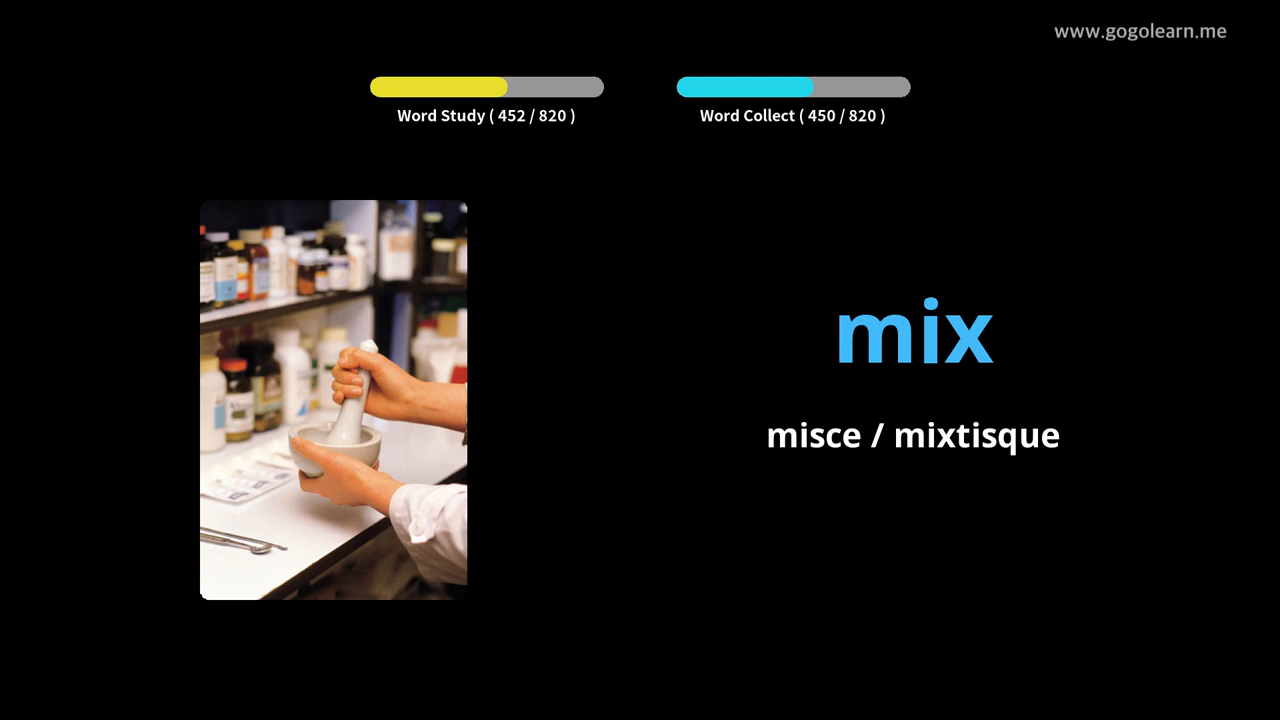 www.gogolearn.me
Word Study ( 452 / 820 )
Word Collect ( 450 / 820 )
mix
misce / mixtisque